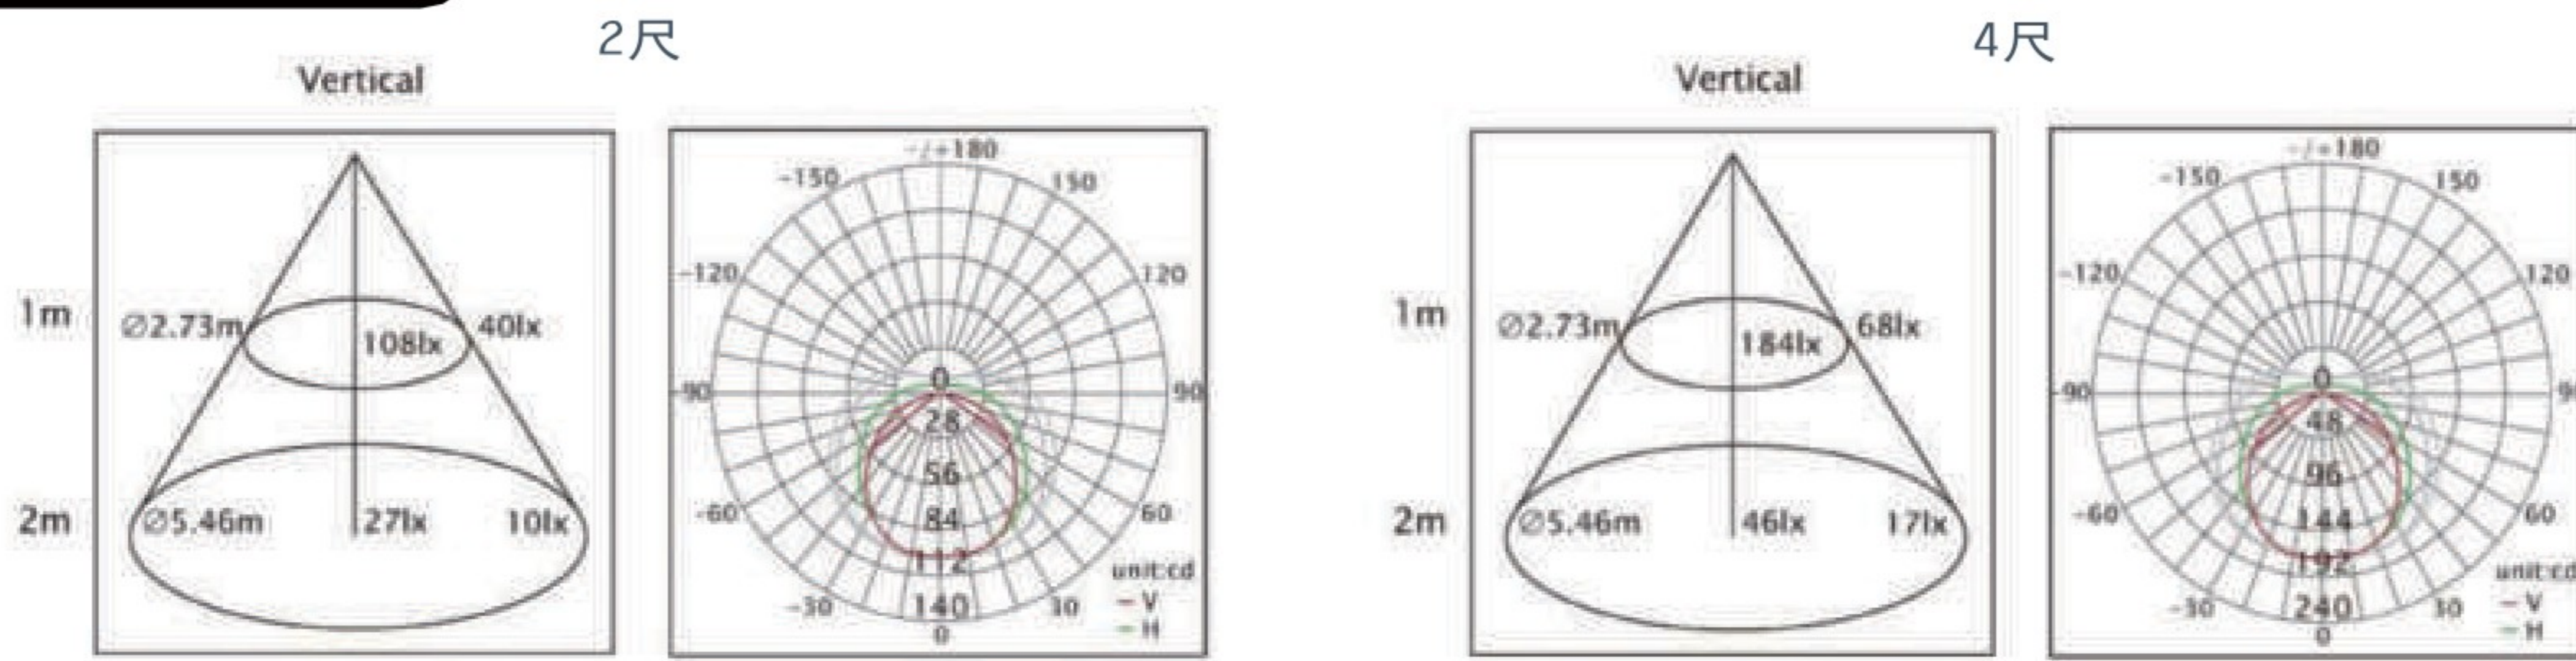 2尺
Vertical
1m
∅2.73m
108lx
40lx
2m
∅5.46m
27lx
10lx
-/+180
-150
150
-120
120
-90
90
-60
60
-30
30
0
0
28
56
84
112
140
unit:cd
V
H
4尺
Vertical
1m
∅2.73m
184lx
68lx
2m
∅5.46m
46lx
17lx
-/+180
-150
150
-120
120
-90
-60
60
-30
30
0
0
48
96
144
192
240
unit:cd
V
H